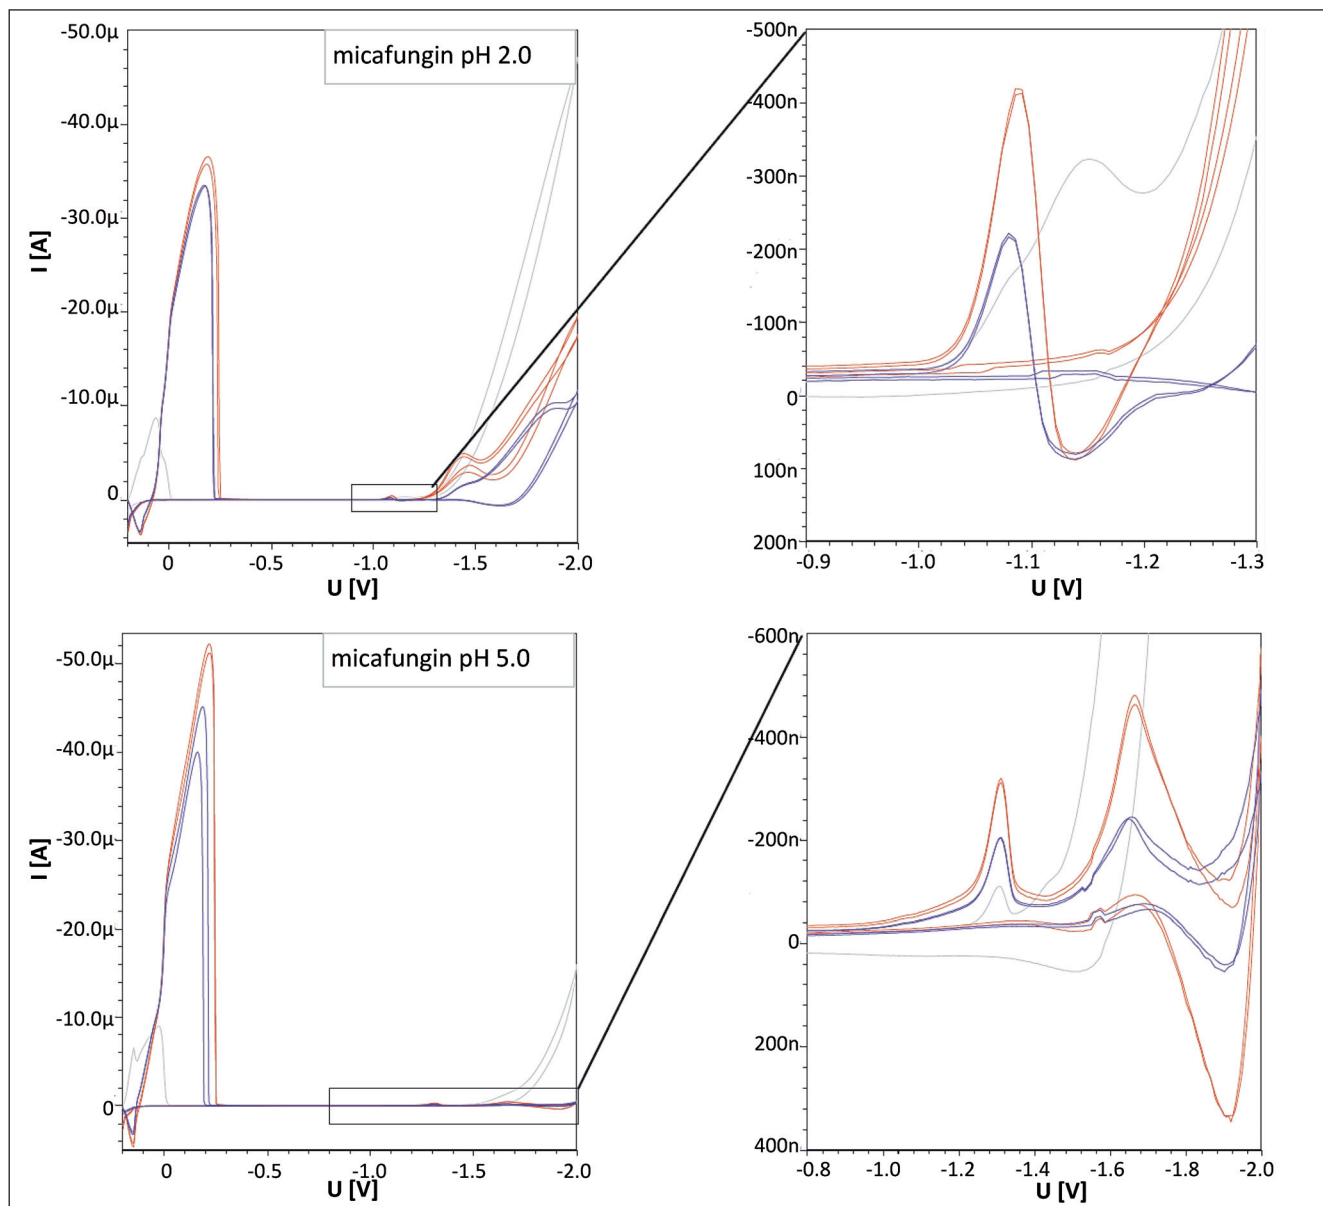 micafungin pH 2.0
I [A]
-50.0µ
-40.0µ
-30.0µ
-20.0µ
-10.0µ
0
0 -0.5 -1.0 -1.5 -2.0
U [V]
-500n
-400n
-300n
-200n
-100n
0
100n
200n
-0.9 -1.0 -1.1 -1.2 -1.3
U [V]
micafungin pH 5.0
I [A]
-50.0µ
-40.0µ
-30.0µ
-20.0µ
-10.0µ
0
0 -0.5 -1.0 -1.5 -2.0
U [V]
-600n
-400n
-200n
0
200n
400n
-0.8 -1.0 -1.2 -1.4 -1.6 -1.8 -2.0
U [V]